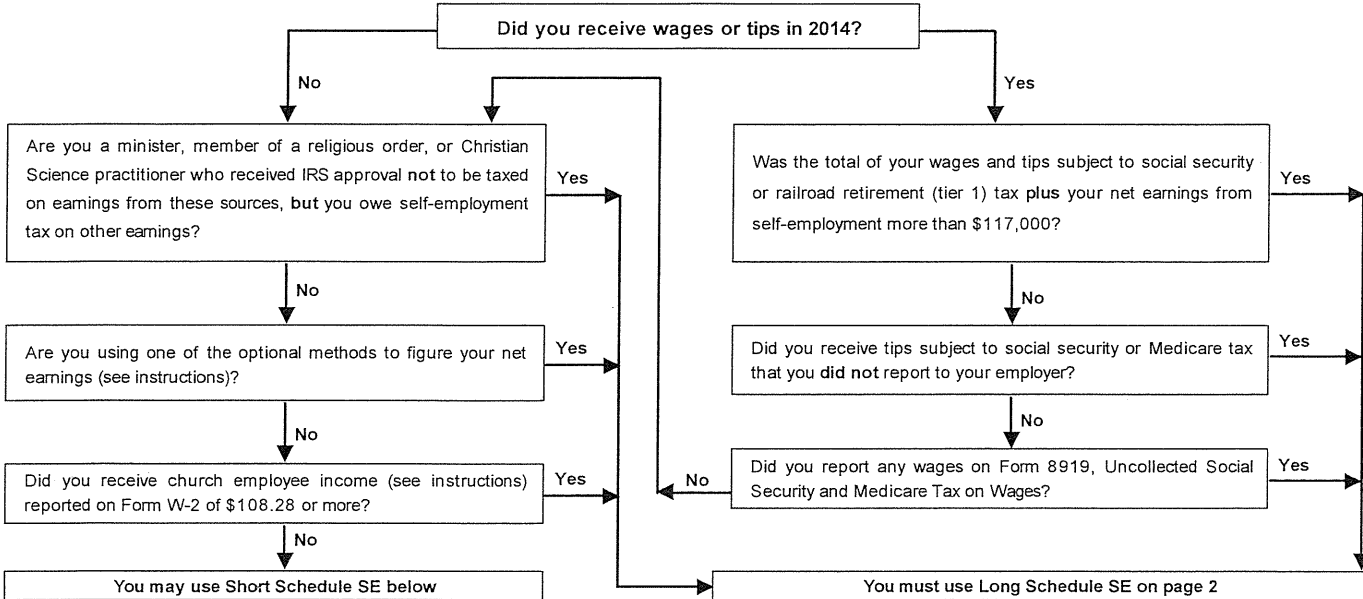 Did you receive wages or tips in 2014?
No
Yes
Are you a minister, member of a religious order, or Christian
Science practitioner who received IRS approval not to be taxed
on earnings from these sources, but you owe self-employment
tax on other earnings?
Yes
Was the total of your wages and tips subject to social security
or railroad retirement (tier 1) tax plus your net earnings from
self-employment more than $117,000?
Yes
No
No
Are you using one of the optional methods to figure your net
earnings (see instructions)?
Yes
Did you receive tips subject to social security or Medicare tax
that you did not report to your employer?
Yes
No
No
Did you receive church employee income (see instructions)
reported on Form W-2 of $108.28 or more?
Yes
No
Did you report any wages on Form 8919, Uncollected Social
Security and Medicare Tax on Wages?
Yes
No
You may use Short Schedule SE below
You must use Long Schedule SE on page 2